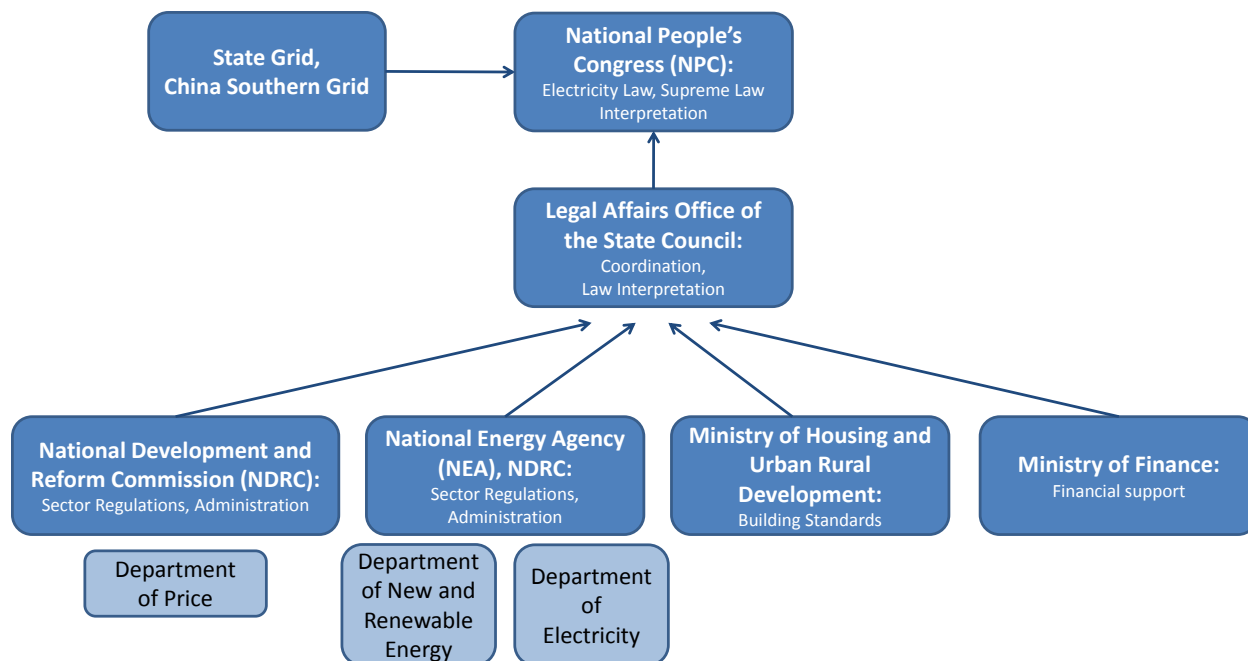 State Grid,
China Southern Grid
National People's
Congress (NPC):
Electricity Law, Supreme Law
Interpretation
Legal Affairs Office of
the State Council:
Coordination,
Law Interpretation
National Development and
Reform Commission (NDRC):
Sector Regulations, Administration
National Energy Agency
(NEA), NDRC:
Sector Regulations,
Administration
Ministry of Housing and
Urban Rural
Development:
Building Standards
Ministry of Finance:
Financial support
Department
of Price
Department
of New and
Renewable
Energy
Department
of
Electricity